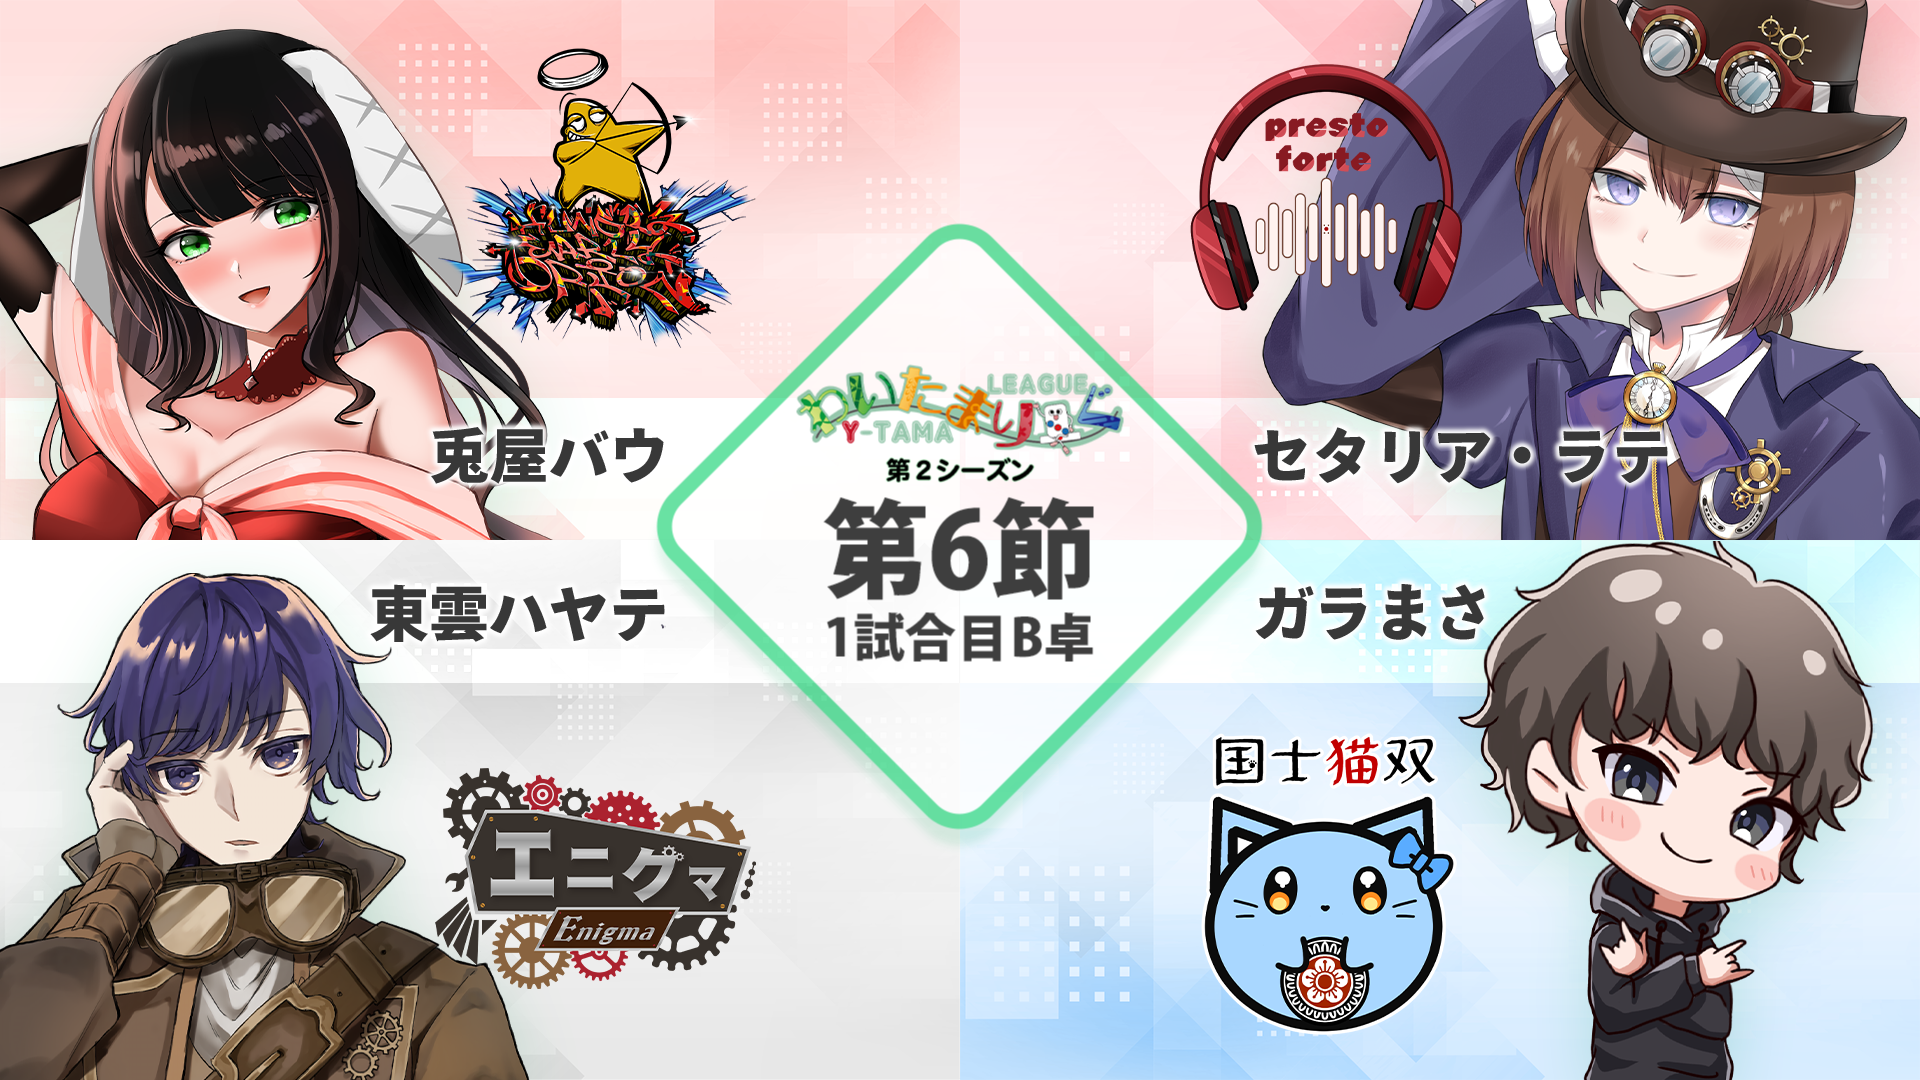 presto
forte
兎屋バウ
セタリア・ラテ
わいたまりーぐ
LEAGUE
Y-TAMA
第2シーズン
第6節
1試合目B卓
東雲ハヤテ
ガラまさ
エニグマ
Enigma
国士猫双